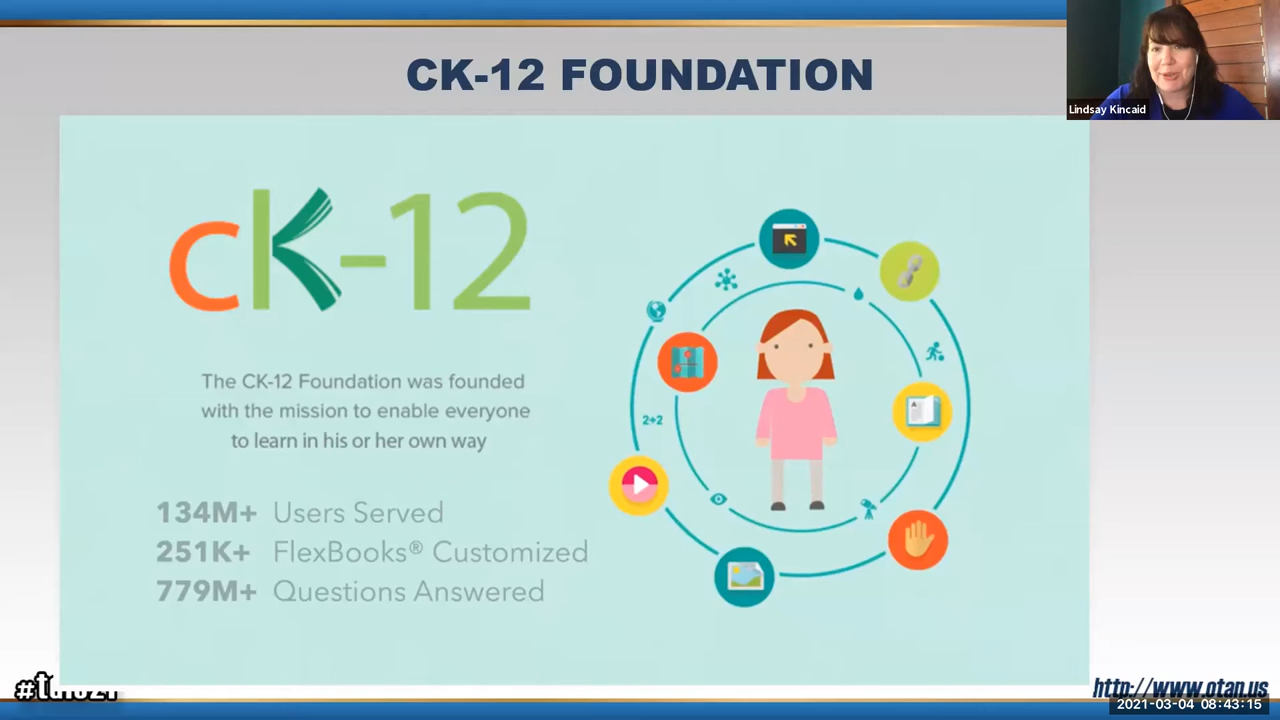 CK-12 FOUNDATION
Lindsay Kincaid
cK-12
The CK-12 Foundation was founded
with the mission to enable everyone
to learn in his or her own way
134M+ Users Served
251K+ FlexBooks® Customized
779M+ Questions Answered
2+2
A
http://www.otan.us
2021-03-04 08:43:15